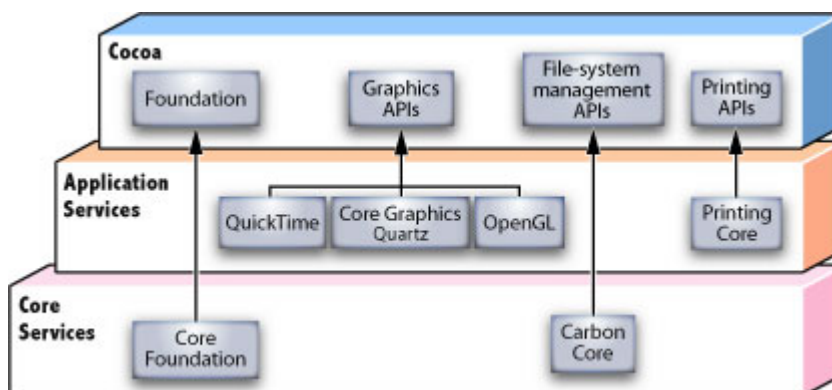 Cocoa
Foundation
Graphics
APIs
File-system
management
APIs
Printing
APIs
Application
Services
QuickTime
Core Graphics
Quartz
OpenGL
Printing
Core
Core
Services
Core
Foundation
Carbon
Core